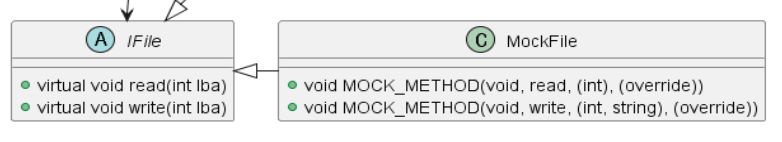 A IFile
virtual void read(int lba)
virtual void write(int lba)
C MockFile
void MOCK_METHOD(void, read, (int), (override))
void MOCK_METHOD(void, write, (int, string), (override))